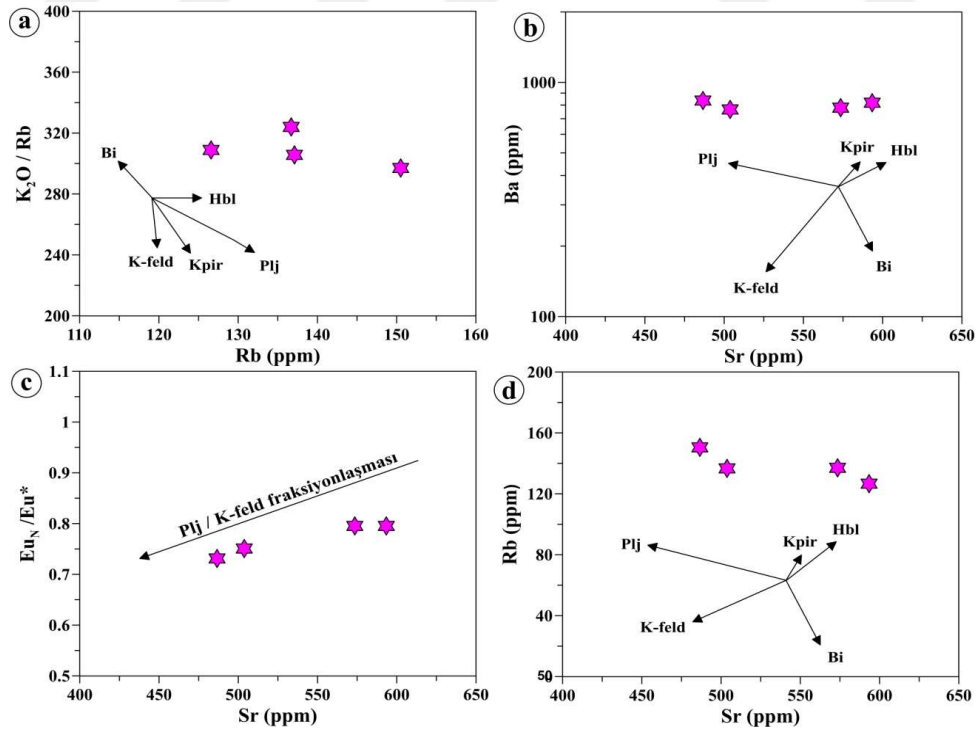 a
400
360
320
280
240
200
K₂O / Rb
Bi
Hbl
K-feld
Kpir
Plj
110
120
130
140
150
160
Rb (ppm)
b
1000
100
Ba (ppm)
Plj
Kpir
Hbl
K-feld
Bi
400
450
500
550
600
650
Sr (ppm)
c
1.1
1
0.9
0.8
0.7
0.6
0.5
Eu_N /Eu*
Plj / K-feld fraksiyonlaşması
400
450
500
550
600
650
Sr (ppm)
d
200
160
120
80
40
Rb (ppm)
Plj
Kpir
Hbl
K-feld
Bi
400
450
500
550
600
650
Sr (ppm)